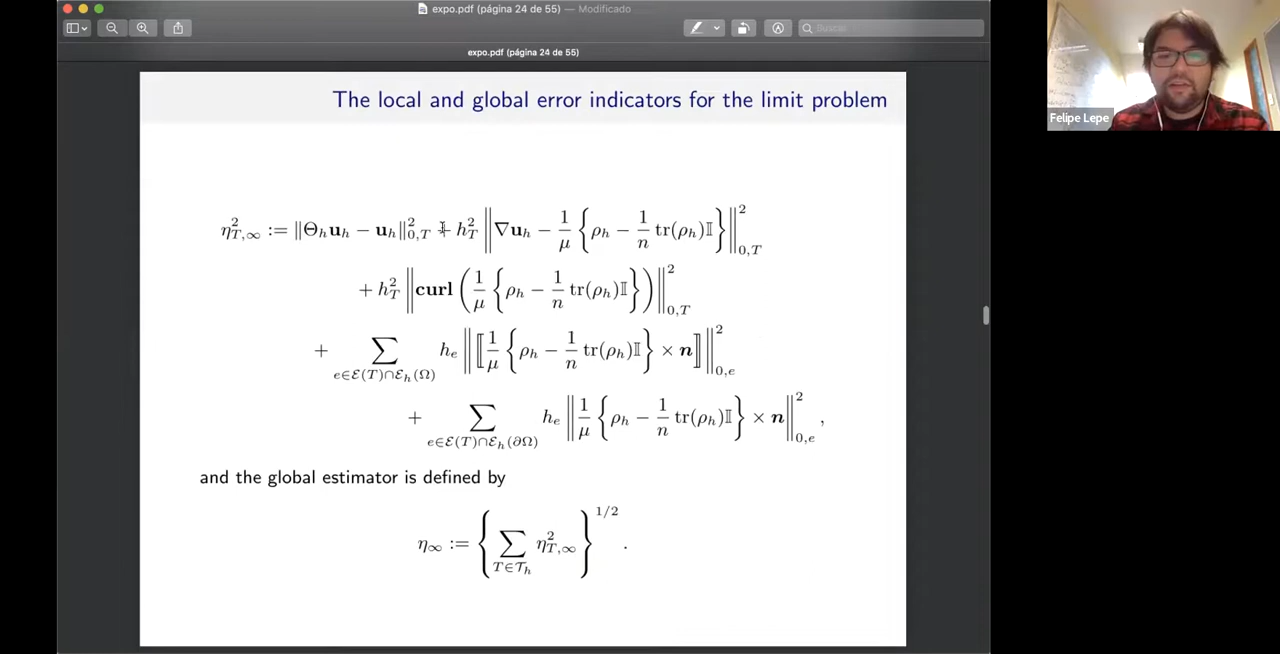 expo.pdf (página 24 de 55) — Modificado
Buscar
expo.pdf (página 24 de 55)
The local and global error indicators for the limit problem
η²_{T,∞} := ‖Θ_h u_h − u_h‖²_{0,T} + h²_T ‖∇u_h − 1/μ {ρ_h − 1/n tr(ρ_h)𝕀}‖²_{0,T}
+ h²_T ‖curl (1/μ {ρ_h − 1/n tr(ρ_h)𝕀})‖²_{0,T}
+ ∑_{e∈ℰ(T)∩ℰ_h(Ω)} h_e ‖⟦1/μ {ρ_h − 1/n tr(ρ_h)𝕀} × n⟧‖²_{0,e}
+ ∑_{e∈ℰ(T)∩ℰ_h(∂Ω)} h_e ‖1/μ {ρ_h − 1/n tr(ρ_h)𝕀} × n‖²_{0,e} ,
and the global estimator is defined by
η_∞ := {∑_{T∈𝒯_h} η²_{T,∞}}^{1/2} .
Felipe Lepe